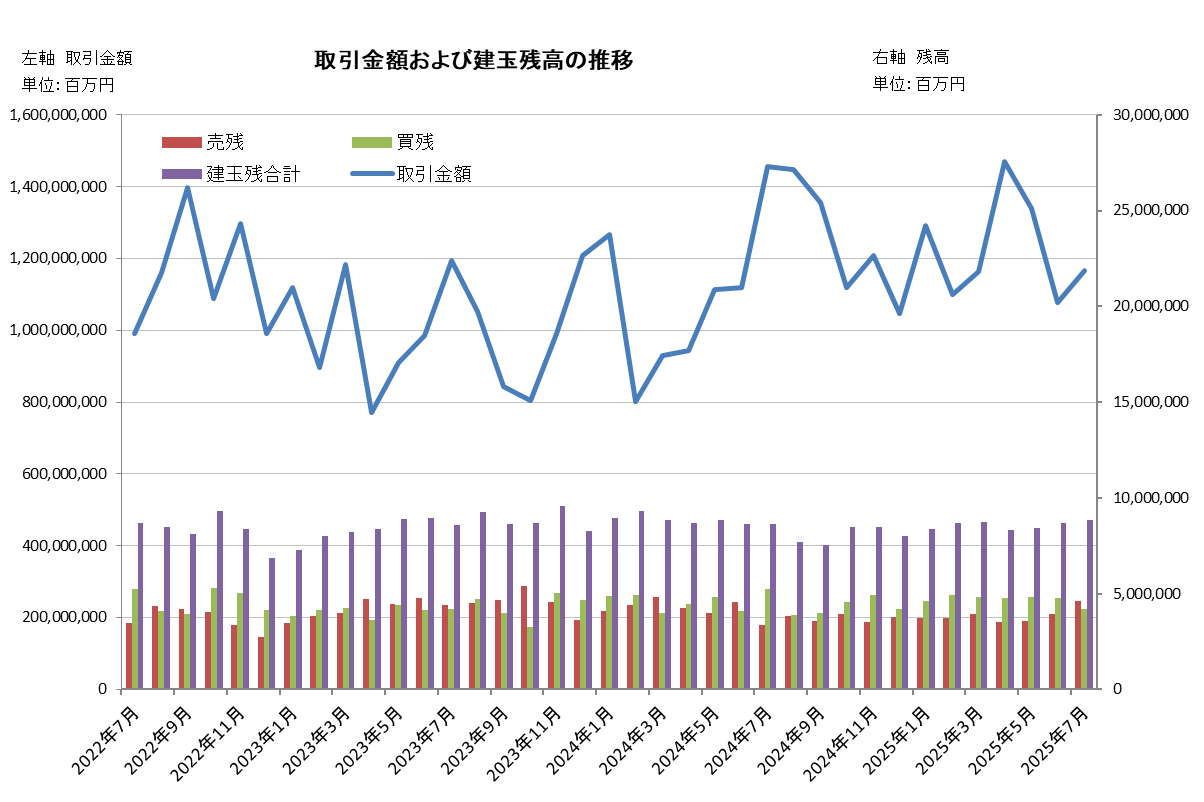 取引金額および建玉残高の推移
左軸 取引金額
単位: 百万円
右軸 残高
単位: 百万円
売残
買残
建玉残合計
取引金額
1,600,000,000
1,400,000,000
1,200,000,000
1,000,000,000
800,000,000
600,000,000
400,000,000
200,000,000
0
30,000,000
25,000,000
20,000,000
15,000,000
10,000,000
5,000,000
0
2022年7月
2022年9月
2022年11月
2023年1月
2023年3月
2023年5月
2023年7月
2023年9月
2023年11月
2024年1月
2024年3月
2024年5月
2024年7月
2024年9月
2024年11月
2025年1月
2025年3月
2025年5月
2025年7月